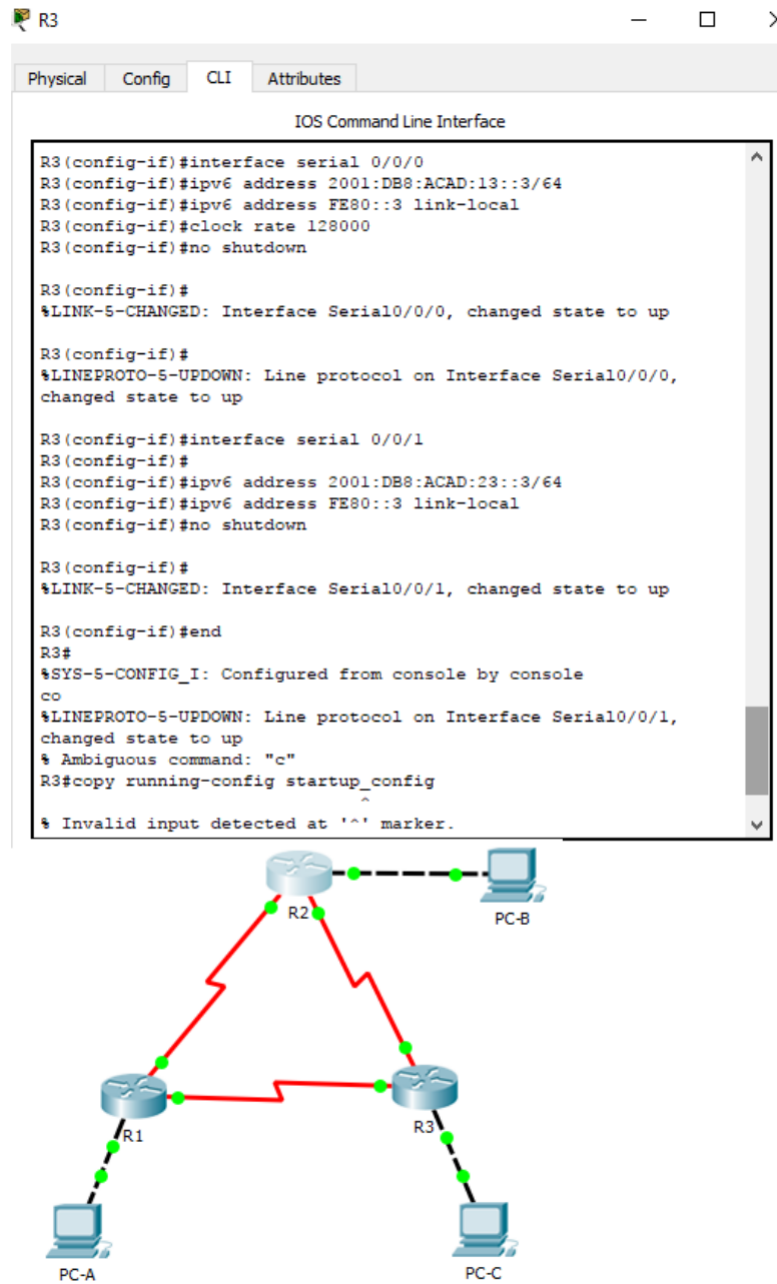 R3
Physical Config CLI Attributes
IOS Command Line Interface
R3(config-if)#interface serial 0/0/0
R3(config-if)#ipv6 address 2001:DB8:ACAD:13::3/64
R3(config-if)#ipv6 address FE80::3 link-local
R3(config-if)#clock rate 128000
R3(config-if)#no shutdown
R3(config-if)#
%LINK-5-CHANGED: Interface Serial0/0/0, changed state to up
R3(config-if)#
%LINEPROTO-5-UPDOWN: Line protocol on Interface Serial0/0/0,
changed state to up
R3(config-if)#interface serial 0/0/1
R3(config-if)#
R3(config-if)#ipv6 address 2001:DB8:ACAD:23::3/64
R3(config-if)#ipv6 address FE80::3 link-local
R3(config-if)#no shutdown
R3(config-if)#
%LINK-5-CHANGED: Interface Serial0/0/1, changed state to up
R3(config-if)#end
R3#
%SYS-5-CONFIG_I: Configured from console by console
co
%LINEPROTO-5-UPDOWN: Line protocol on Interface Serial0/0/1,
changed state to up
% Ambiguous command: "c"
R3#copy running-config startup_config
^
% Invalid input detected at '^' marker.
R2
PC-B
R1
R3
PC-A
PC-C